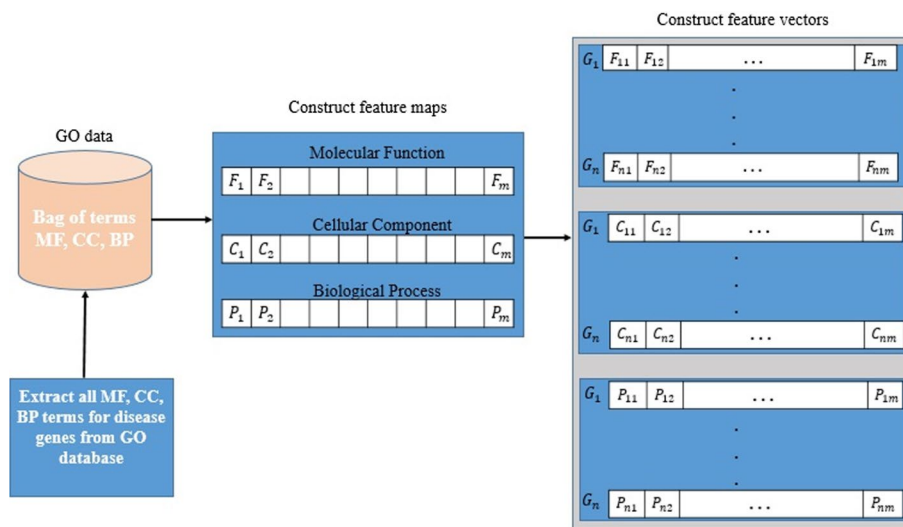 GO data
Bag of terms
MF, CC, BP
Extract all MF, CC,
BP terms for disease
genes from GO
database
Construct feature maps
Molecular Function
F₁ F₂ Fₘ
Cellular Component
C₁ C₂ Cₘ
Biological Process
P₁ P₂ Pₘ
Construct feature vectors
G₁ F₁₁ F₁₂ ... F₁ₘ
Gₙ Fₙ₁ Fₙ₂ ... Fₙₘ
G₁ C₁₁ C₁₂ ... C₁ₘ
Gₙ Cₙ₁ Cₙ₂ ... Cₙₘ
G₁ P₁₁ P₁₂ ... P₁ₘ
Gₙ Pₙ₁ Pₙ₂ ... Pₙₘ